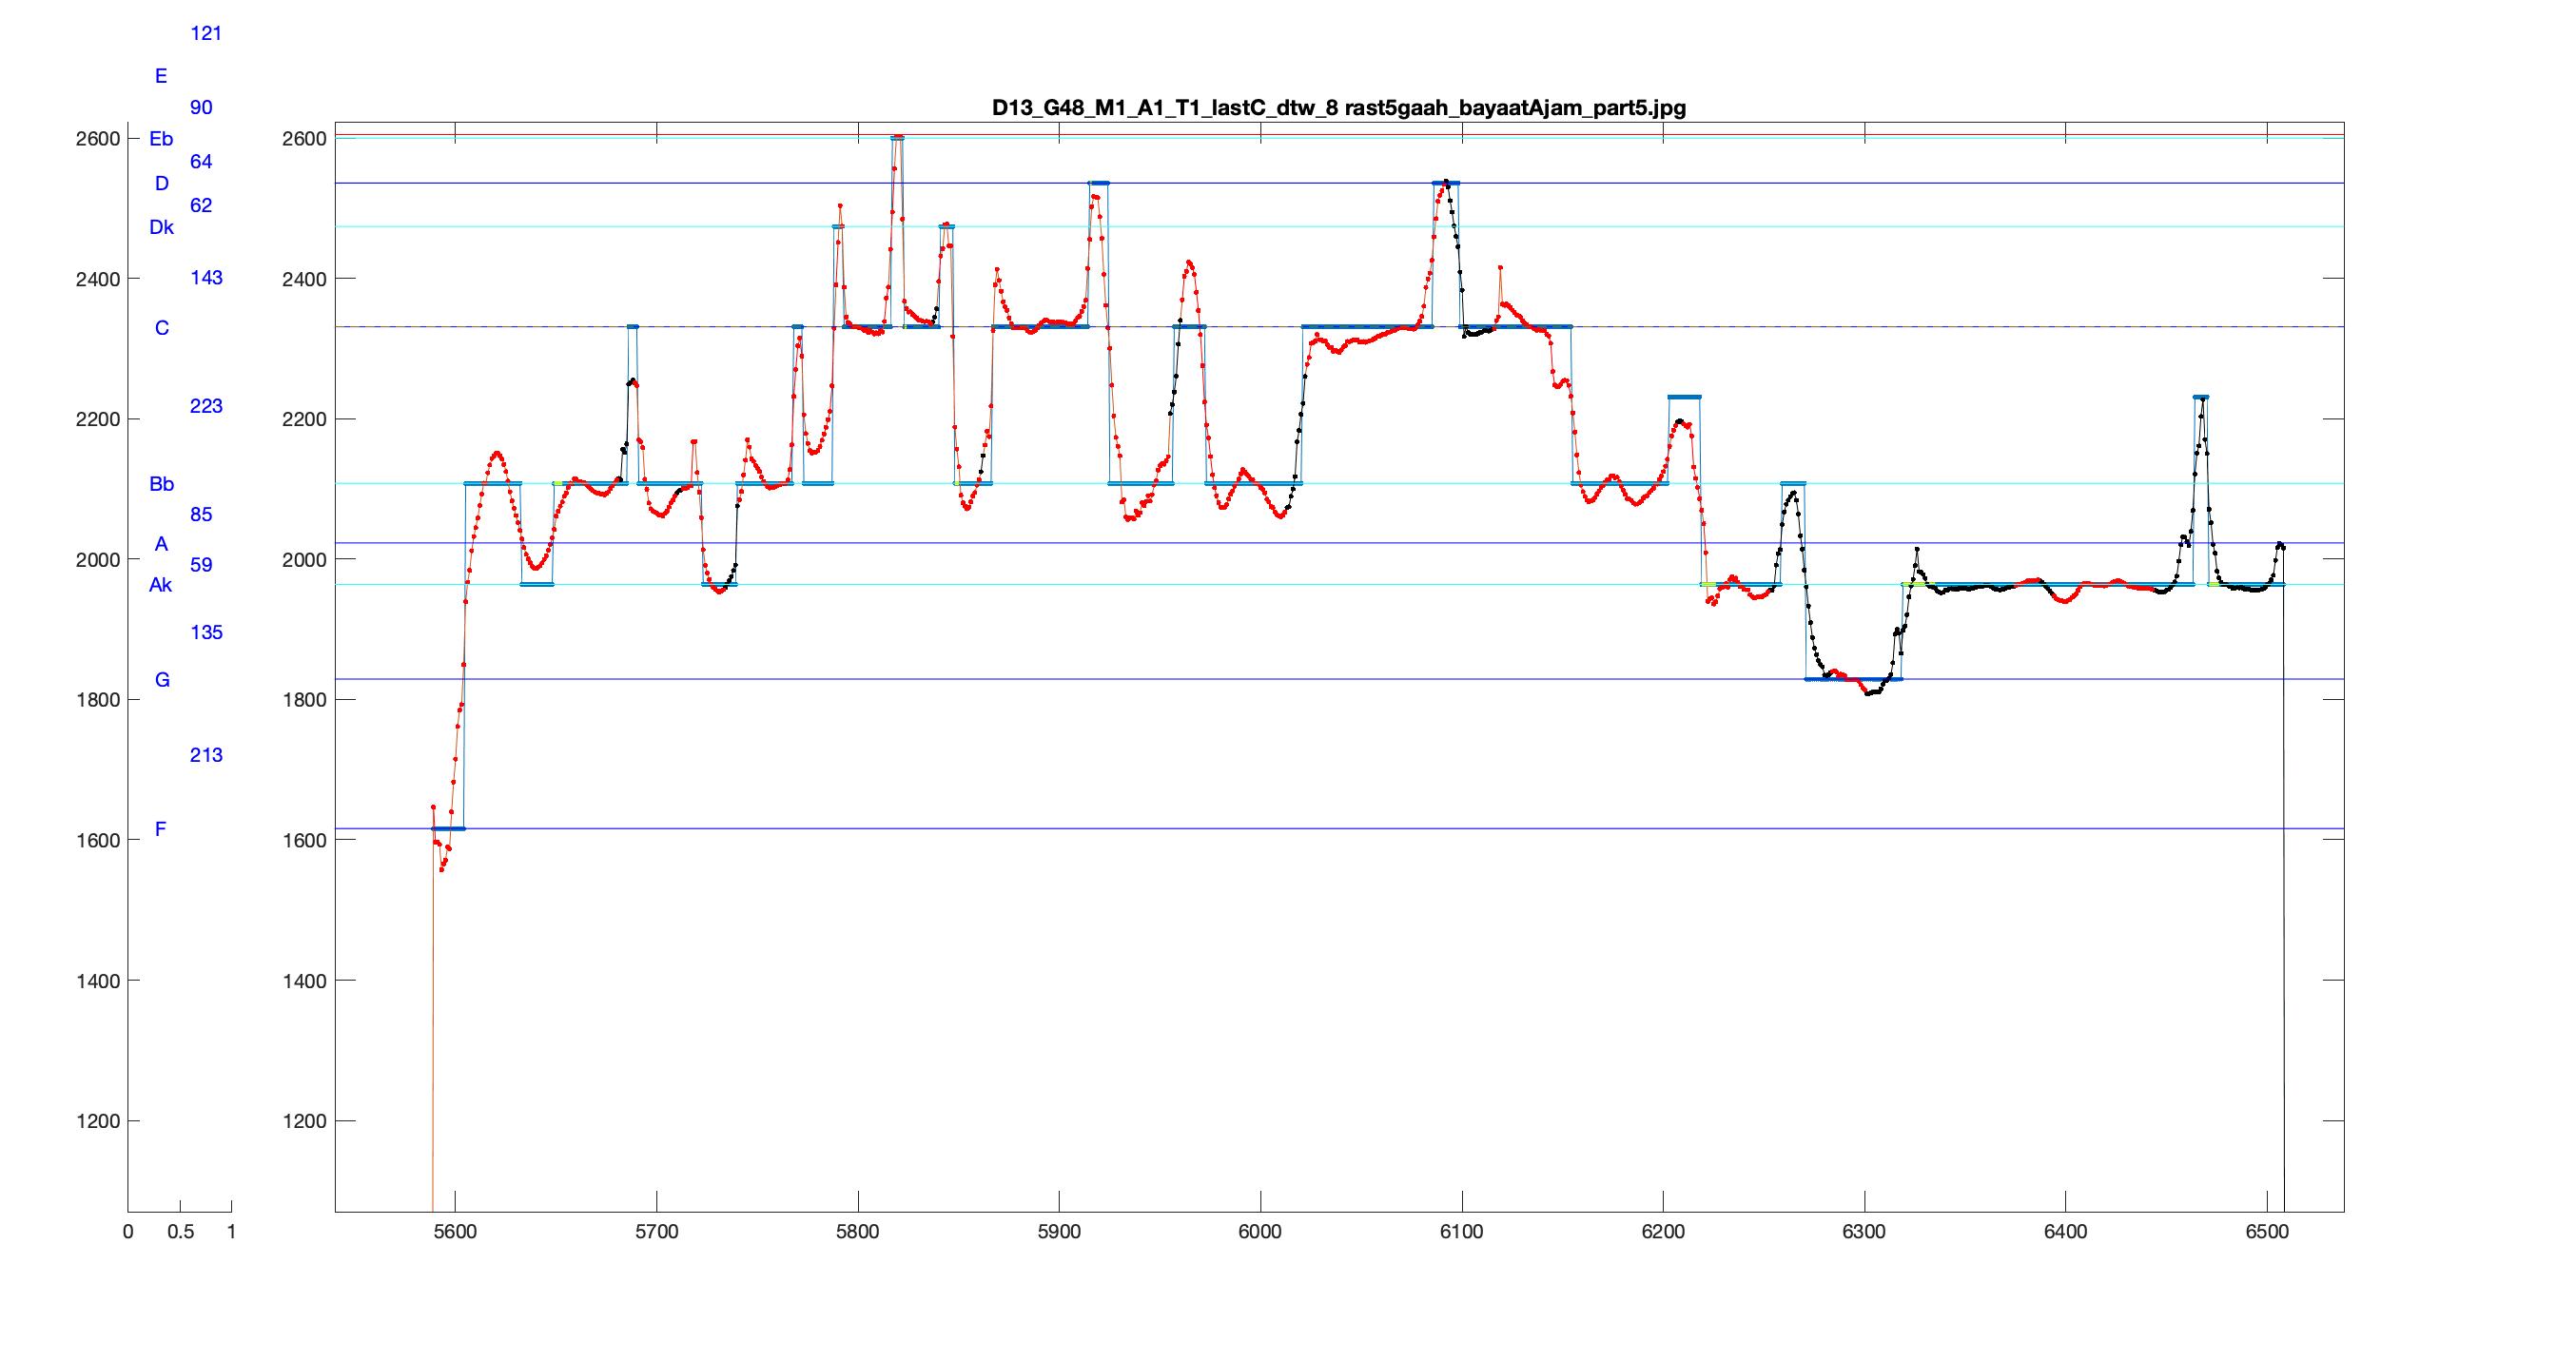 121
E
90
D13_G48_M1_A1_T1_lastC_dtw_8 rast5gaah_bayaatAjam_part5.jpg
2600 Eb 2600
64
D
62
Dk
2400 143 2400
C
223
2200 2200
Bb
85
A
2000 59 2000
Ak
135
G
1800 1800
213
F
1600 1600
1400 1400
1200 1200
0 0.5 1 5600 5700 5800 5900 6000 6100 6200 6300 6400 6500